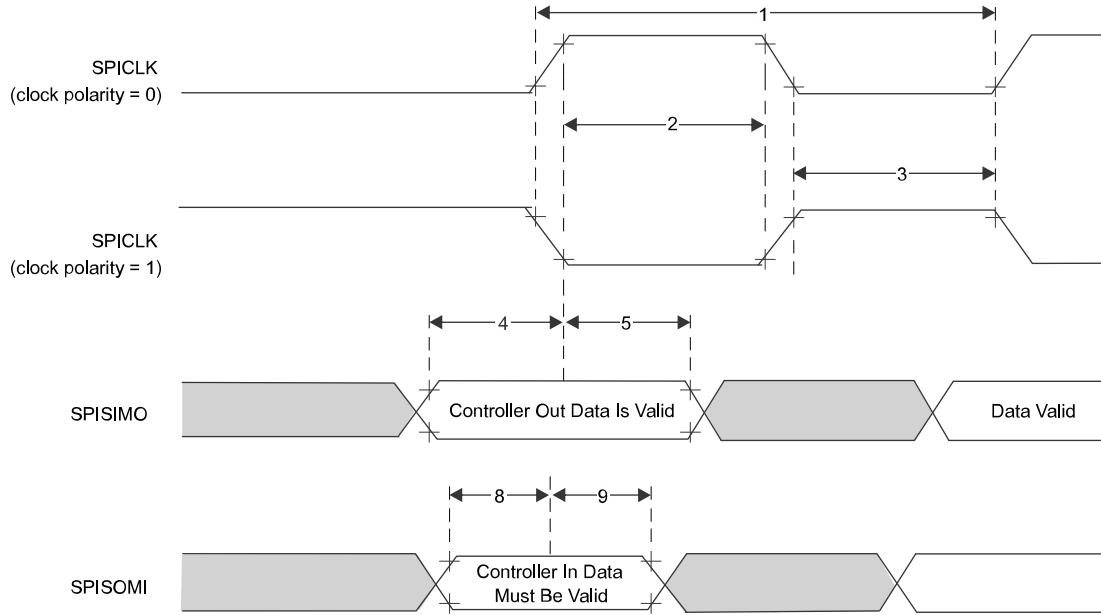 1
SPICLK
(clock polarity = 0)
2
3
SPICLK
(clock polarity = 1)
4
5
SPISIMO
Controller Out Data Is Valid
Data Valid
8
9
SPISOMI
Controller In Data
Must Be Valid